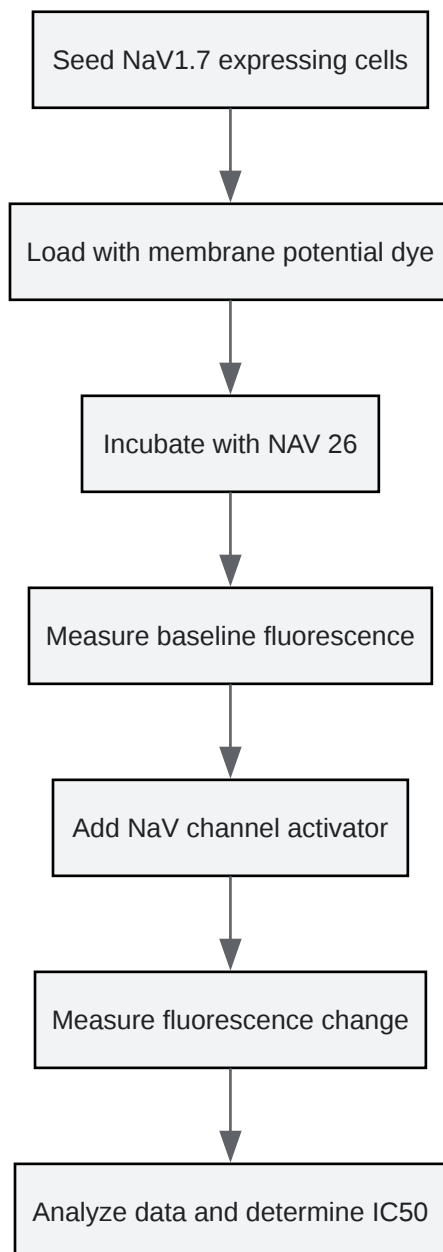 Seed NaV1.7 expressing cells
Load with membrane potential dye
Incubate with NAV 26
Measure baseline fluorescence
Add NaV channel activator
Measure fluorescence change
Analyze data and determine IC50